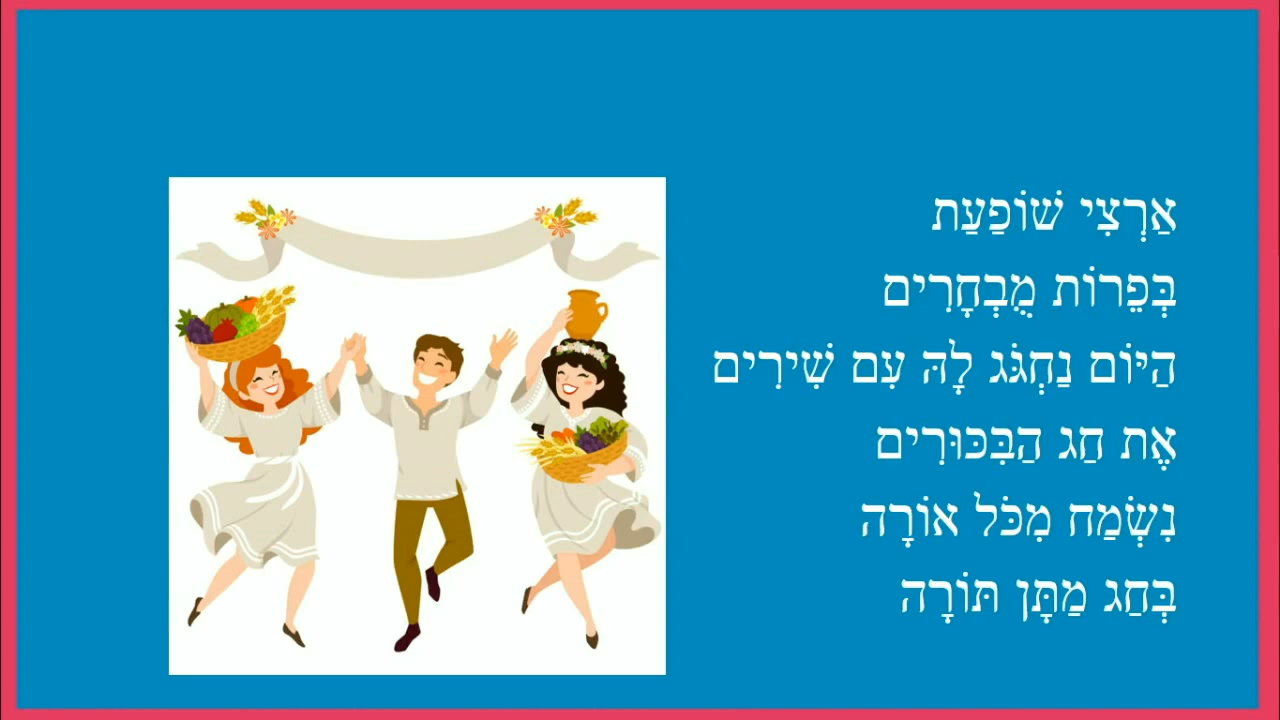 אַרְצִי שׁוֹפַעַת
בְּפֵרוֹת מֻבְחָרִים
הַיּוֹם נַחְגֹּג לָהּ עִם שִׁירִים
אֶת חַג הַבִּכּוּרִים
נִשְׂמַח מִכֹּל אוֹרָה
בְּחַג מַתָּן תּוֹרָה